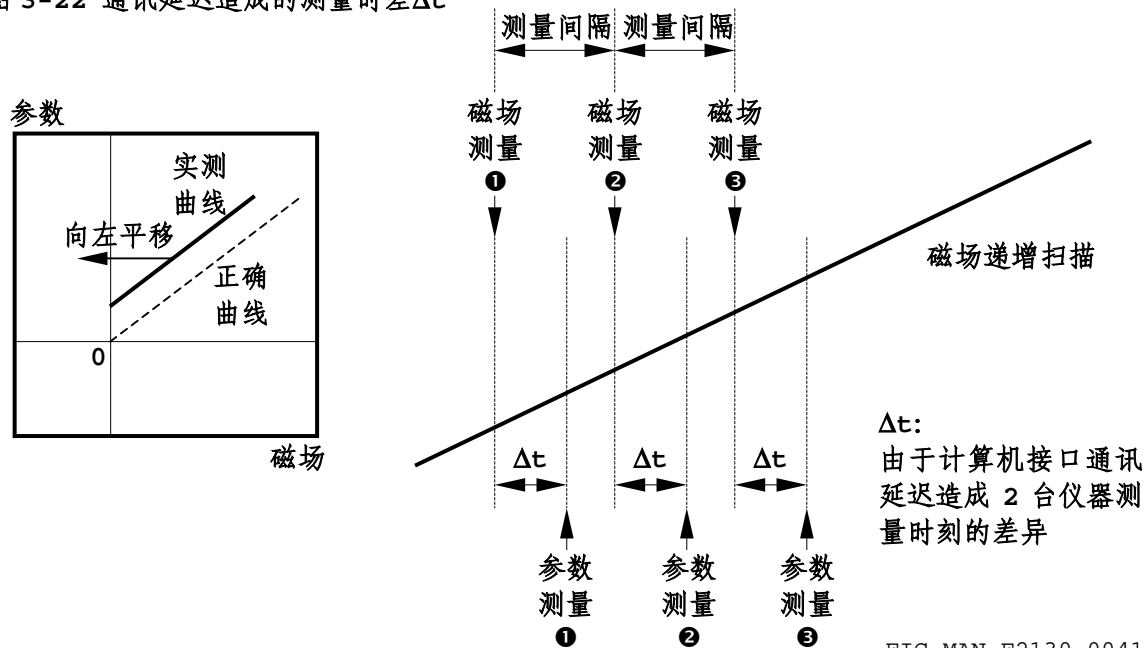 3-22 通讯延迟造成的测量时差Δt
测量间隔 测量间隔
磁场
测量
❶
磁场
测量
❷
磁场
测量
❸
参数
实测
曲线
向左平移
正确
曲线
0
磁场
磁场递增扫描
Δt Δt Δt
Δt:
由于计算机接口通讯
延迟造成 2 台仪器测
量时刻的差异
参数
测量
❶
参数
测量
❷
参数
测量
❸